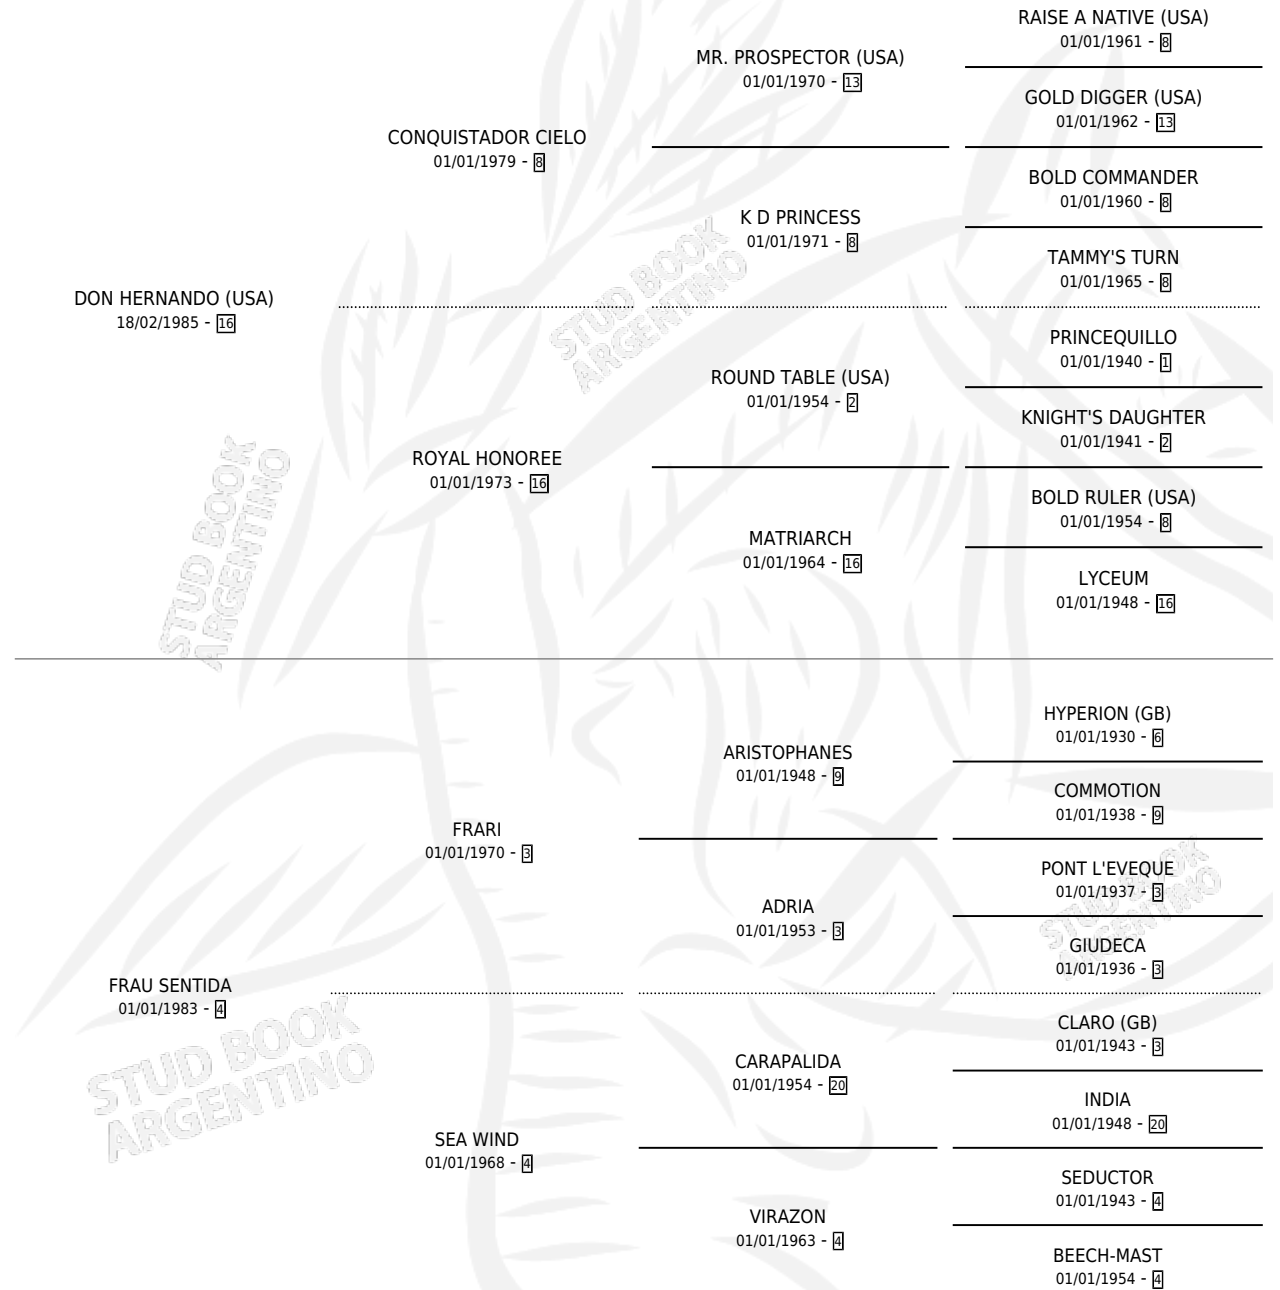 RAISE A NATIVE (USA)
01/01/1961 - 8
MR. PROSPECTOR (USA)
01/01/1970 - 13
GOLD DIGGER (USA)
01/01/1962 - 13
CONQUISTADOR CIELO
01/01/1979 - 8
BOLD COMMANDER
01/01/1960 - 8
K D PRINCESS
01/01/1971 - 8
TAMMY'S TURN
01/01/1965 - 8
DON HERNANDO (USA)
18/02/1985 - 16
PRINCEQUILLO
01/01/1940 - 1
ROUND TABLE (USA)
01/01/1954 - 2
KNIGHT'S DAUGHTER
01/01/1941 - 2
ROYAL HONOREE
01/01/1973 - 16
BOLD RULER (USA)
01/01/1954 - 8
MATRIARCH
01/01/1964 - 16
LYCEUM
01/01/1948 - 16
HYPERION (GB)
01/01/1930 - 6
ARISTOPHANES
01/01/1948 - 9
COMMOTION
01/01/1938 - 9
FRARI
01/01/1970 - 3
PONT L'EVEQUE
01/01/1937 - 3
ADRIA
01/01/1953 - 3
GIUDECA
01/01/1936 - 3
FRAU SENTIDA
01/01/1983 - 4
CLARO (GB)
01/01/1943 - 3
CARAPALIDA
01/01/1954 - 20
INDIA
01/01/1948 - 20
SEA WIND
01/01/1968 - 4
SEDUCTOR
01/01/1943 - 4
VIRAZON
01/01/1963 - 4
BEECH-MAST
01/01/1954 - 4
STUD BOOK
ARGENTINO
STUD BOOK
ARGENTINO
STUD BOOK
ARGENTINO
STUD BOOK
ARGENTINO